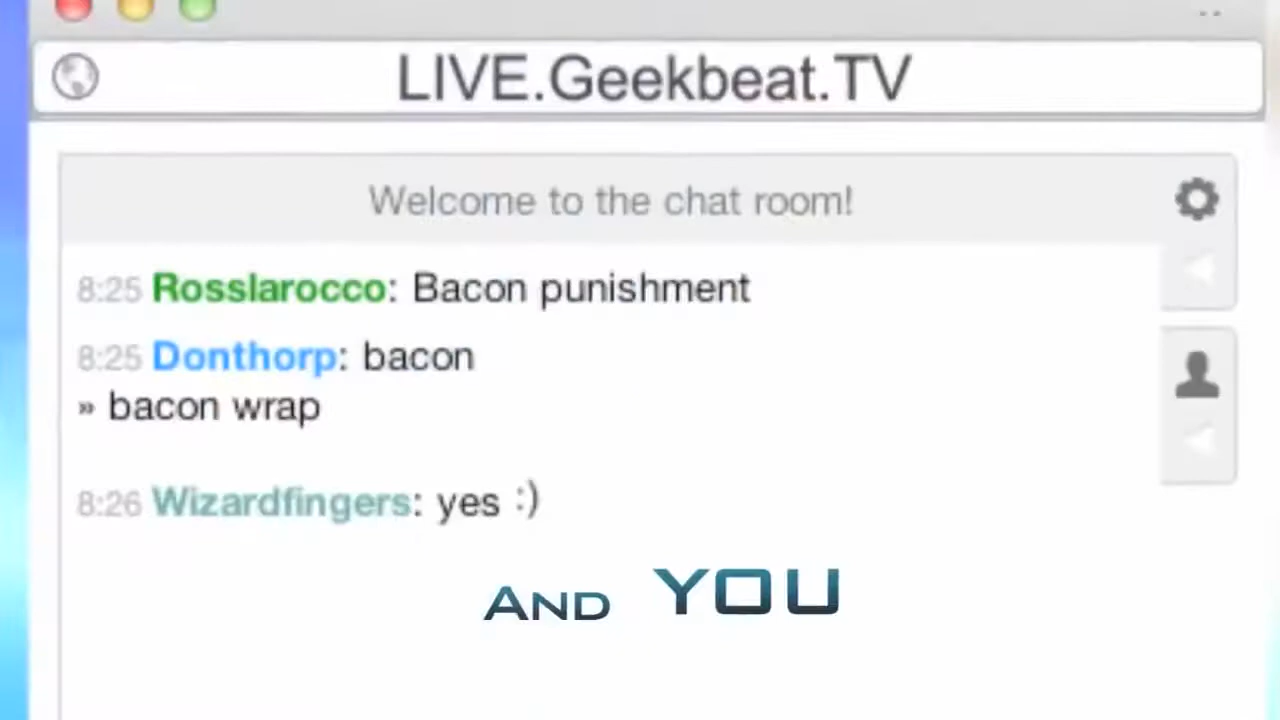 LIVE.Geekbeat.TV
Welcome to the chat room!
8:25 Rosslarocco: Bacon punishment
8:25 Donthorp: bacon
» bacon wrap
8:26 Wizardfingers: yes :)
AND YOU